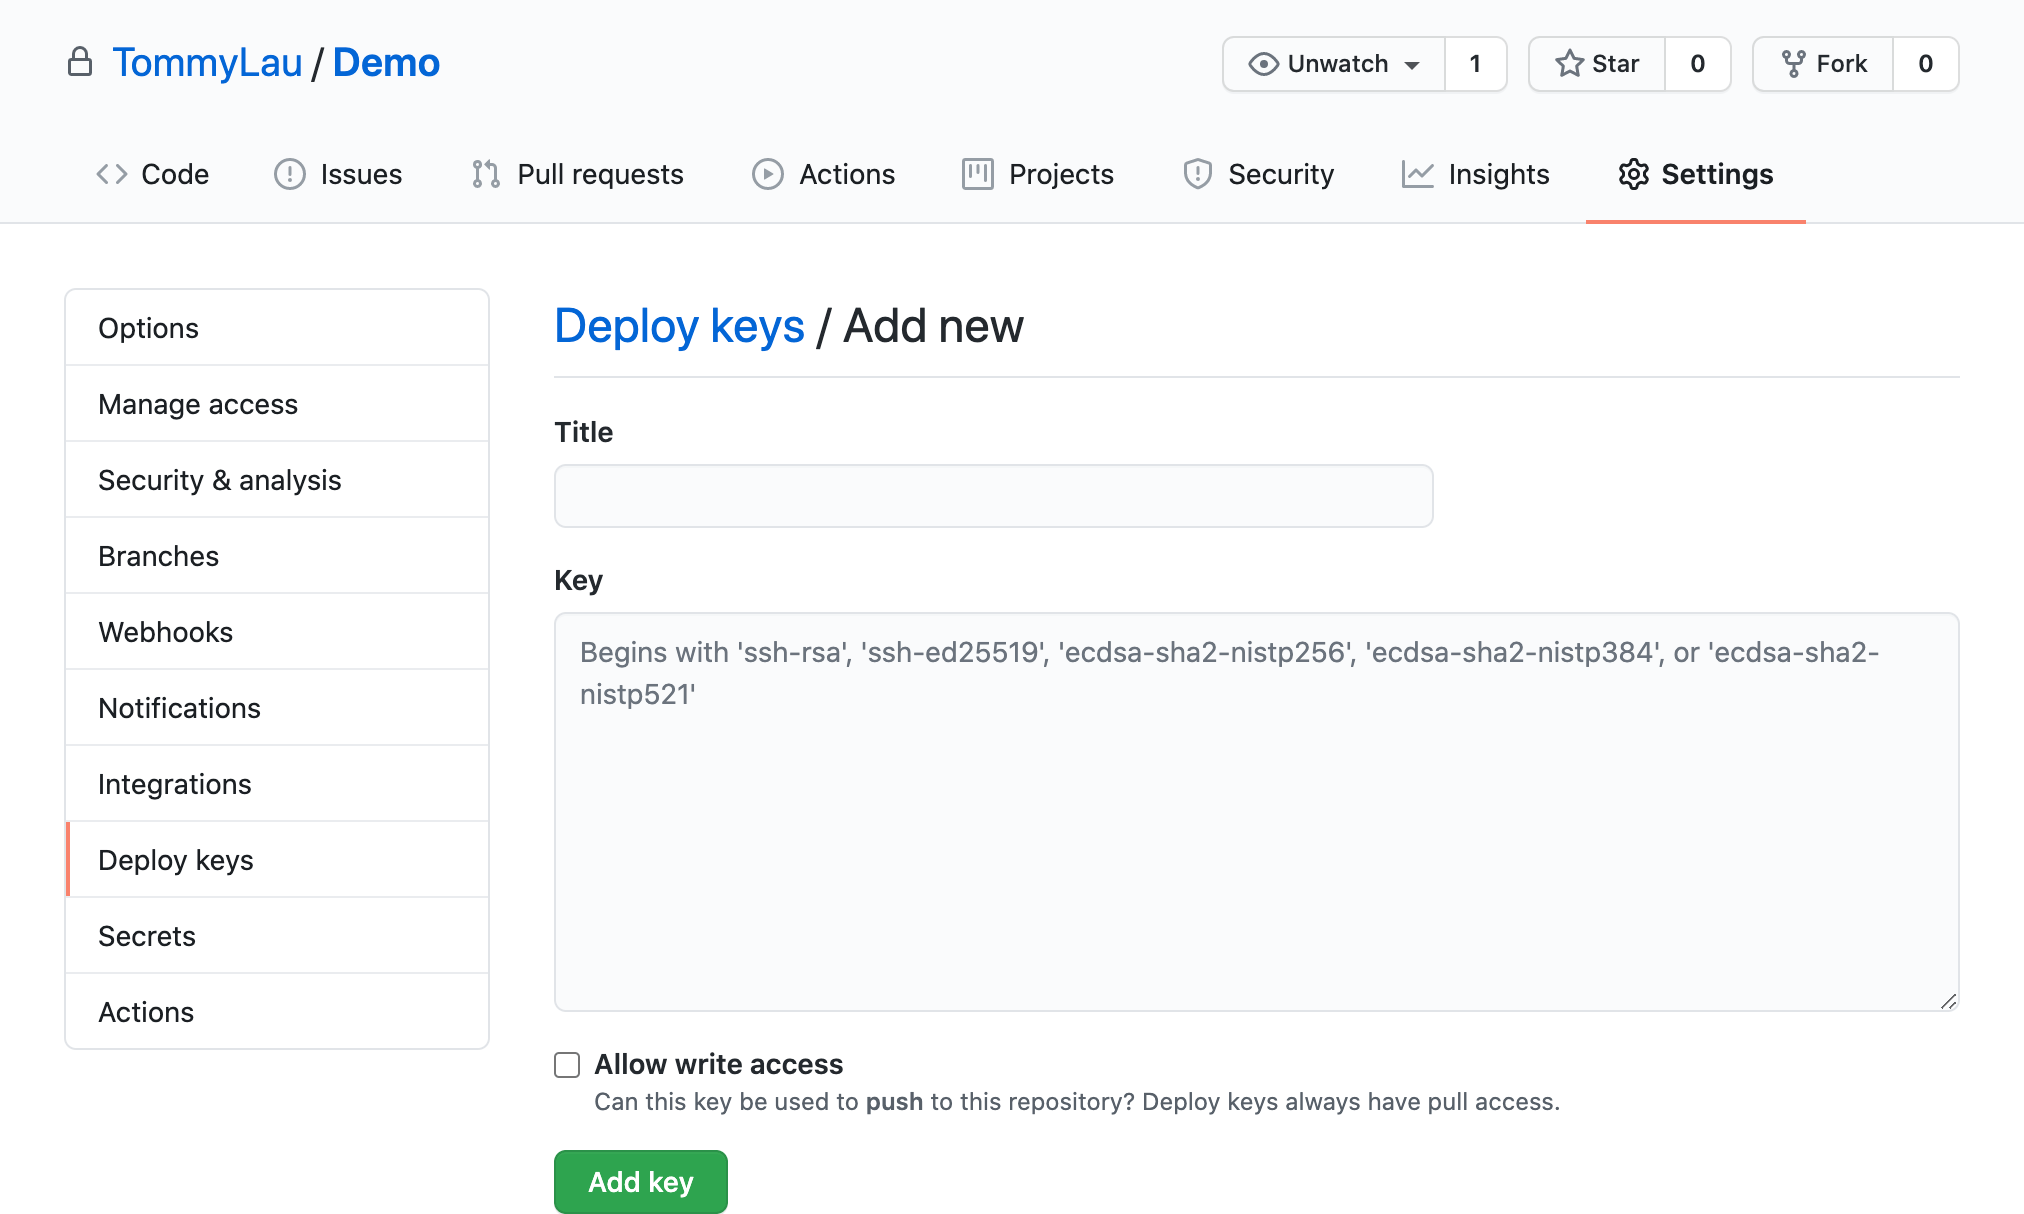 TommyLau / Demo
Unwatch 1 Star 0 Fork 0
Code Issues Pull requests Actions Projects Security Insights Settings
Options
Manage access
Security & analysis
Branches
Webhooks
Notifications
Integrations
Deploy keys
Secrets
Actions
Deploy keys / Add new
Title
Key
Begins with 'ssh-rsa', 'ssh-ed25519', 'ecdsa-sha2-nistp256', 'ecdsa-sha2-nistp384', or 'ecdsa-sha2-
nistp521'
Allow write access
Can this key be used to push to this repository? Deploy keys always have pull access.
Add key